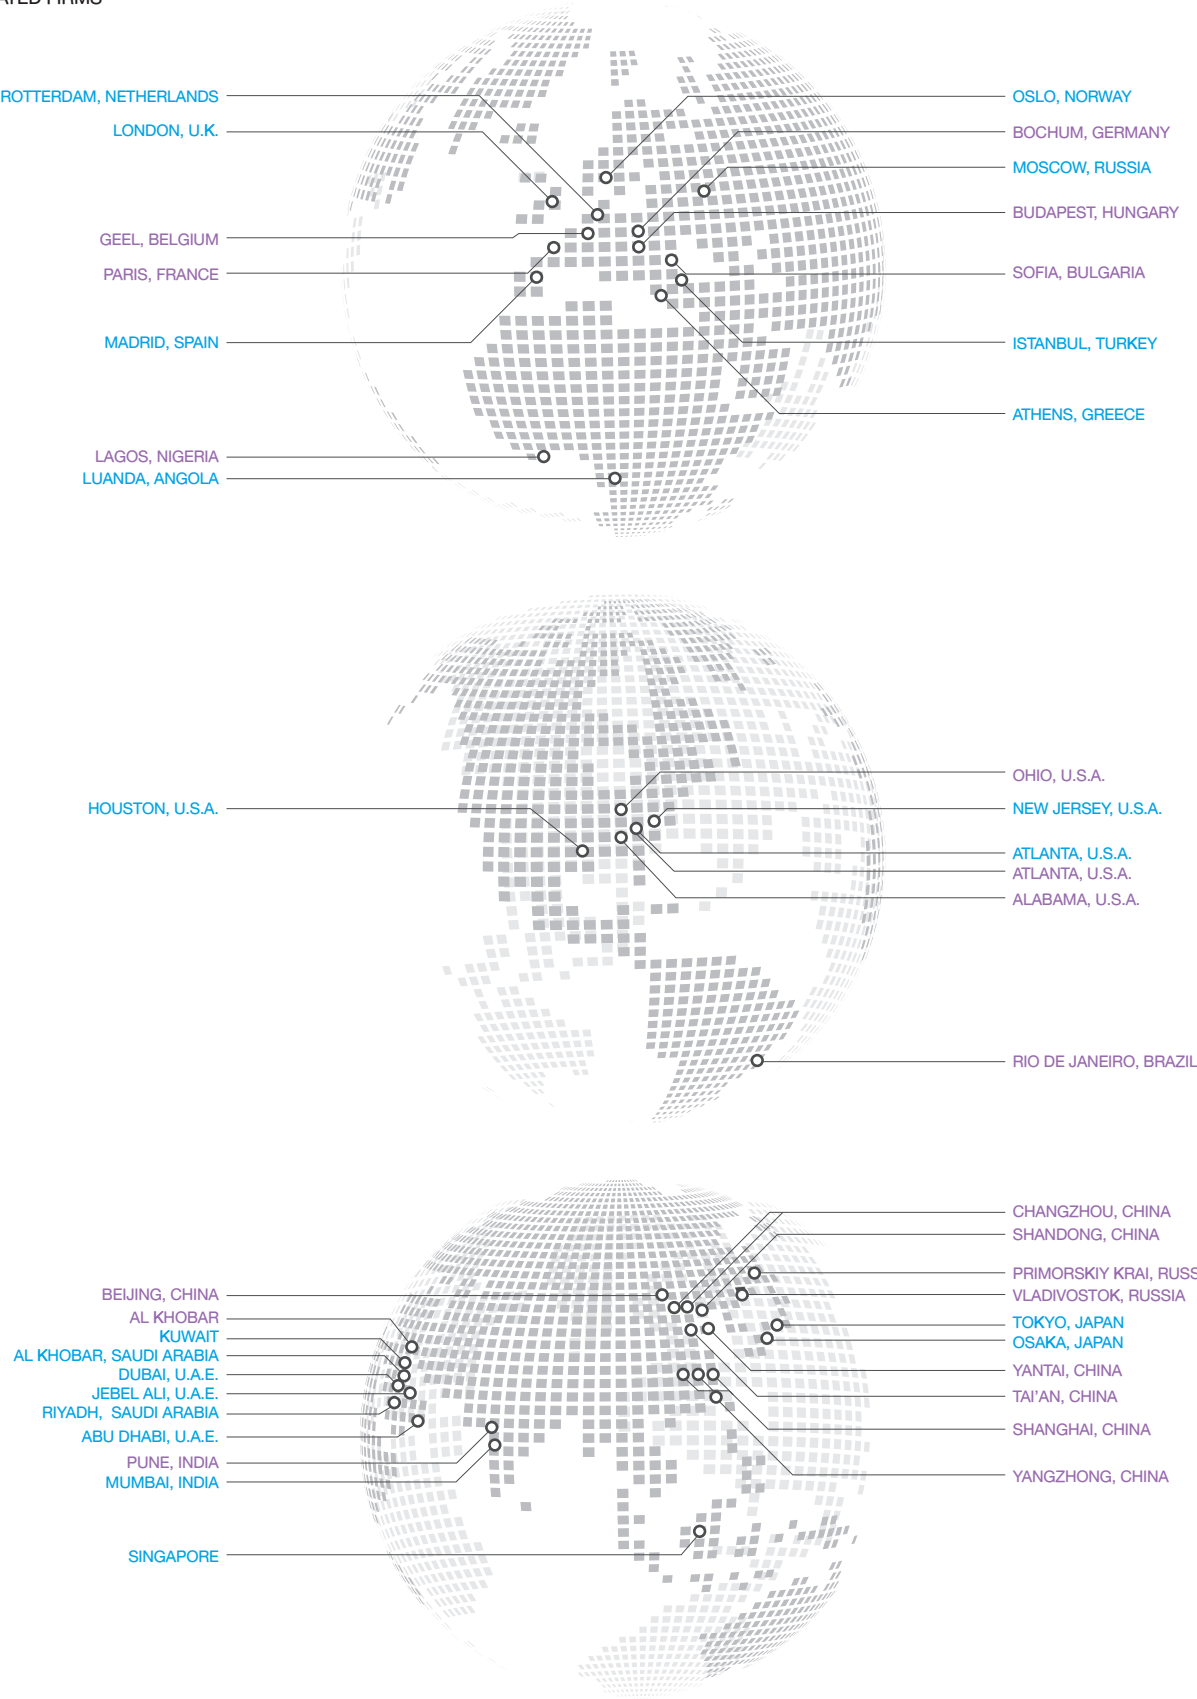 FIRMS
ROTTERDAM, NETHERLANDS
LONDON, U.K.
GEEL, BELGIUM
PARIS, FRANCE
MADRID, SPAIN
LAGOS, NIGERIA
LUANDA, ANGOLA
OSLO, NORWAY
BOCHUM, GERMANY
MOSCOW, RUSSIA
BUDAPEST, HUNGARY
SOFIA, BULGARIA
ISTANBUL, TURKEY
ATHENS, GREECE
HOUSTON, U.S.A.
OHIO, U.S.A.
NEW JERSEY, U.S.A.
ATLANTA, U.S.A.
ATLANTA, U.S.A.
ALABAMA, U.S.A.
RIO DE JANEIRO, BRAZIL
BEIJING, CHINA
AL KHOBAR
KUWAIT
AL KHOBAR, SAUDI ARABIA
DUBAI, U.A.E.
JEBEL ALI, U.A.E.
RIYADH, SAUDI ARABIA
ABU DHABI, U.A.E.
PUNE, INDIA
MUMBAI, INDIA
SINGAPORE
CHANGZHOU, CHINA
SHANDONG, CHINA
PRIMORSKIY KRAI, RUSS
VLADIVOSTOK, RUSSIA
TOKYO, JAPAN
OSAKA, JAPAN
YANTAI, CHINA
TAI'AN, CHINA
SHANGHAI, CHINA
YANGZHONG, CHINA